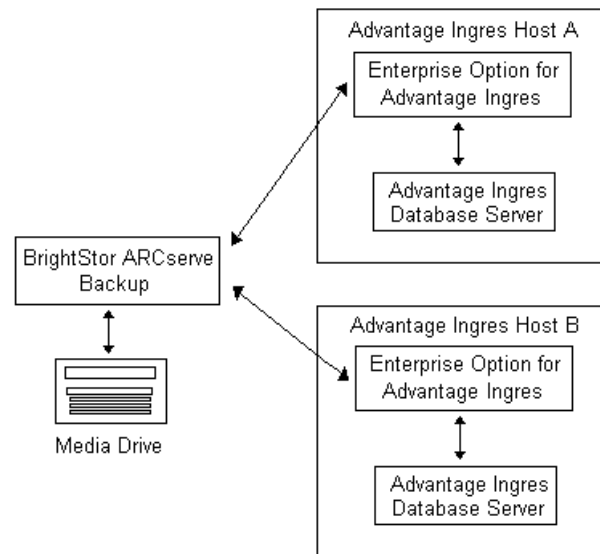 Advantage Ingres Host A
Enterprise Option for
Advantage Ingres
Advantage Ingres
Database Server
BrightStor ARCserve
Backup
Media Drive
Advantage Ingres Host B
Enterprise Option for
Advantage Ingres
Advantage Ingres
Database Server